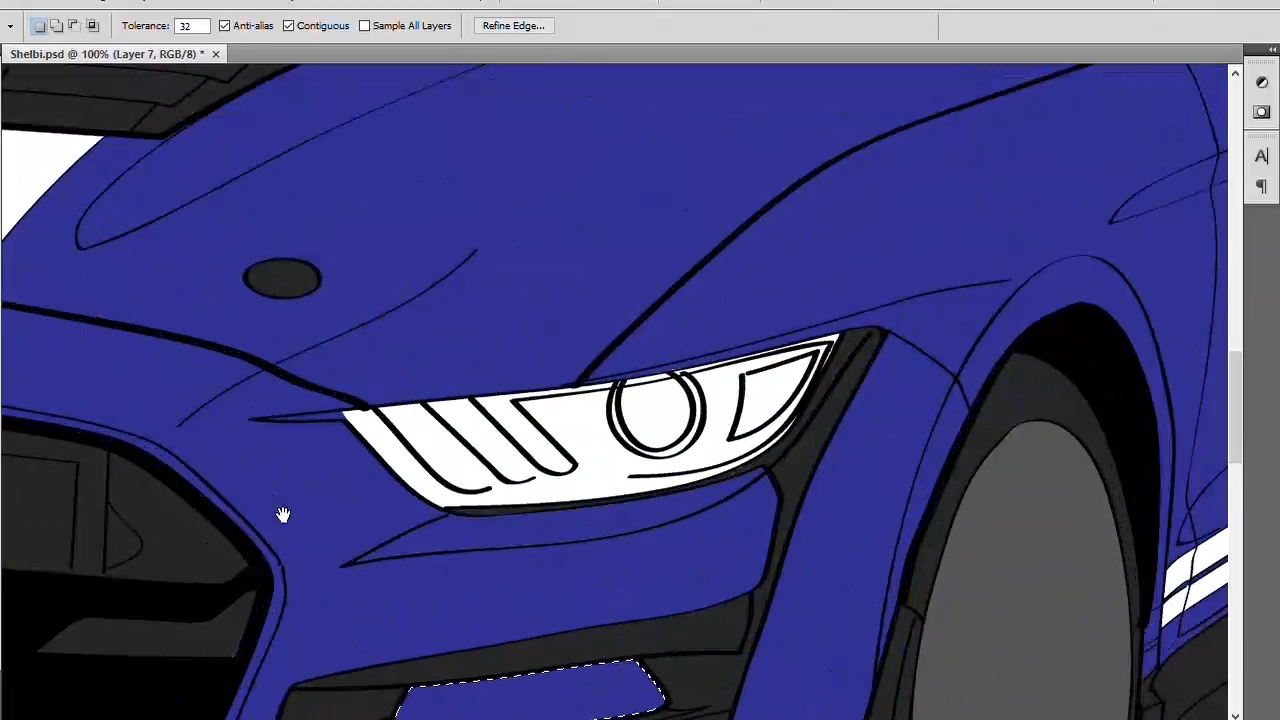 Tolerance: 32 Anti-alias Contiguous Sample All Layers Refine Edge...
Shelbi.psd @ 100% (Layer 7, RGB/8) * ×
A